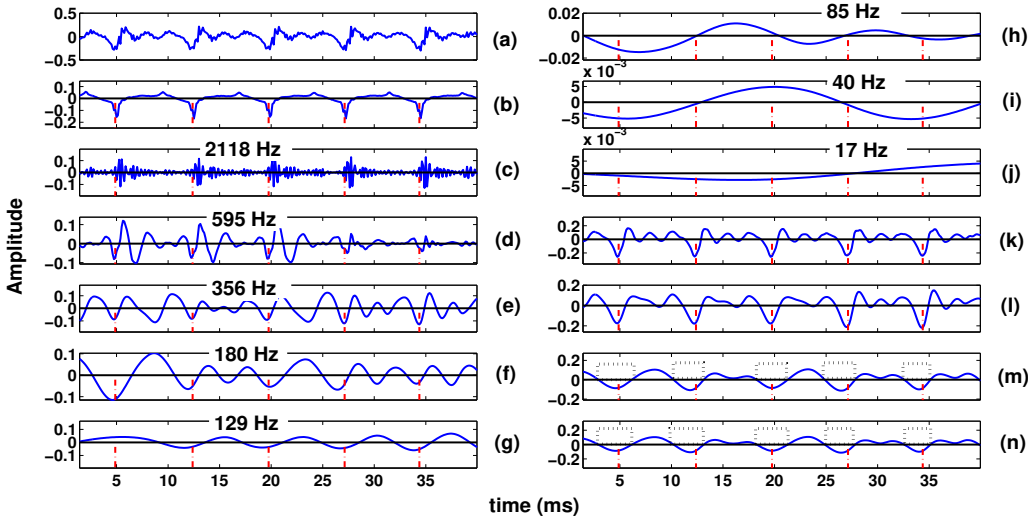 0.5
0
−0.5
(a)
0.1
0
−0.1
−0.2
(b)
2118 Hz
0.1
0
−0.1
(c)
595 Hz
0.1
0
−0.1
(d)
356 Hz
0.1
0
−0.1
(e)
180 Hz
0.1
0
−0.1
(f)
129 Hz
0.1
0
−0.1
(g)
5 10 15 20 25 30 35
Amplitude
85 Hz
0.02
0
−0.02
(h)
x 10⁻³
40 Hz
5
0
−5
(i)
x 10⁻³
17 Hz
5
0
−5
(j)
0.2
0
−0.2
(k)
0.2
0
−0.2
(l)
0.2
0
−0.2
(m)
0.2
0
−0.2
(n)
5 10 15 20 25 30 35
time (ms)